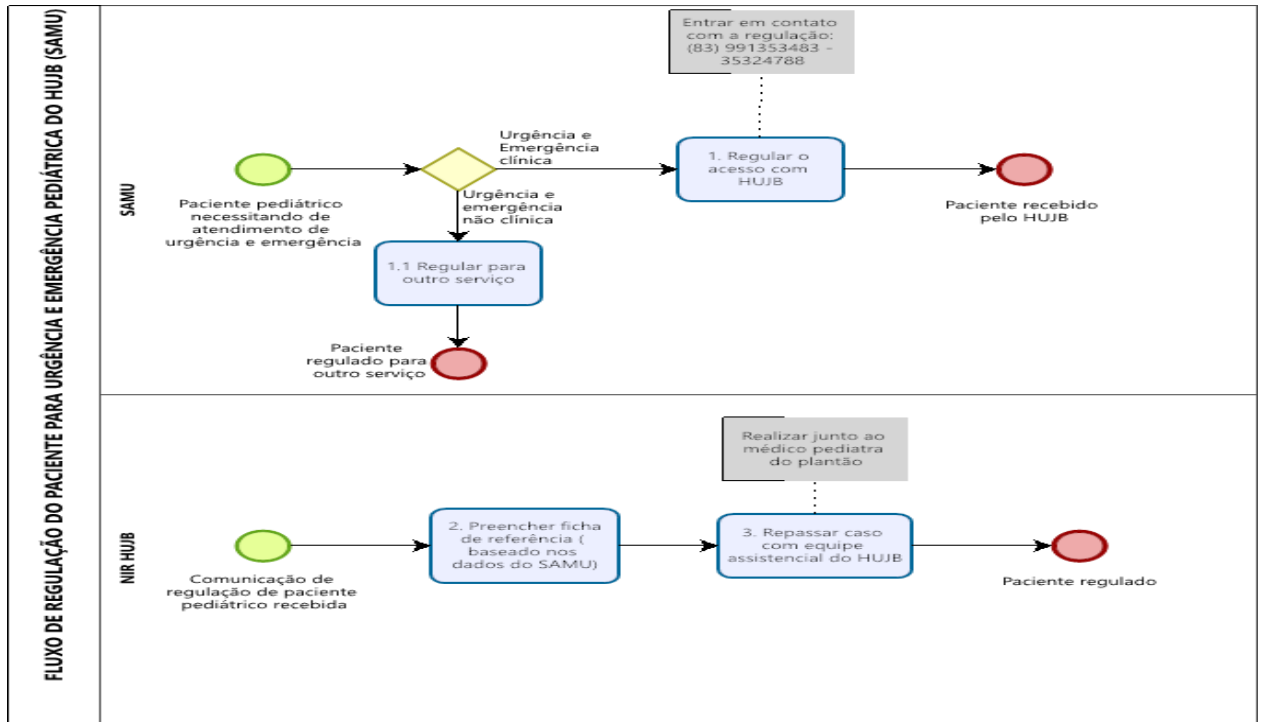 FLUXO DE REGULAÇÃO DO PACIENTE PARA URGÊNCIA E EMERGÊNCIA PEDIÁTRICA DO HUJB (SAMU)
SAMU
Entrar em contato
com a regulação:
(83) 991353483 –
35324788
Paciente pediátrico
necessitando de
atendimento de
urgência e emergência
Urgência e
Emergência
clínica
Urgência e
emergência
não clínica
1. Regular o
acesso com
HUJB
Paciente recebido
pelo HUJB
1.1 Regular para
outro serviço
Paciente
regulado para
outro serviço
NIR HUJB
Comunicação de
regulação de paciente
pediátrico recebida
2. Preencher ficha
de referência (
baseado nos
dados do SAMU)
Realizar junto ao
médico pediatra
do plantão
3. Repassar caso
com equipe
assistencial do HUJB
Paciente regulado